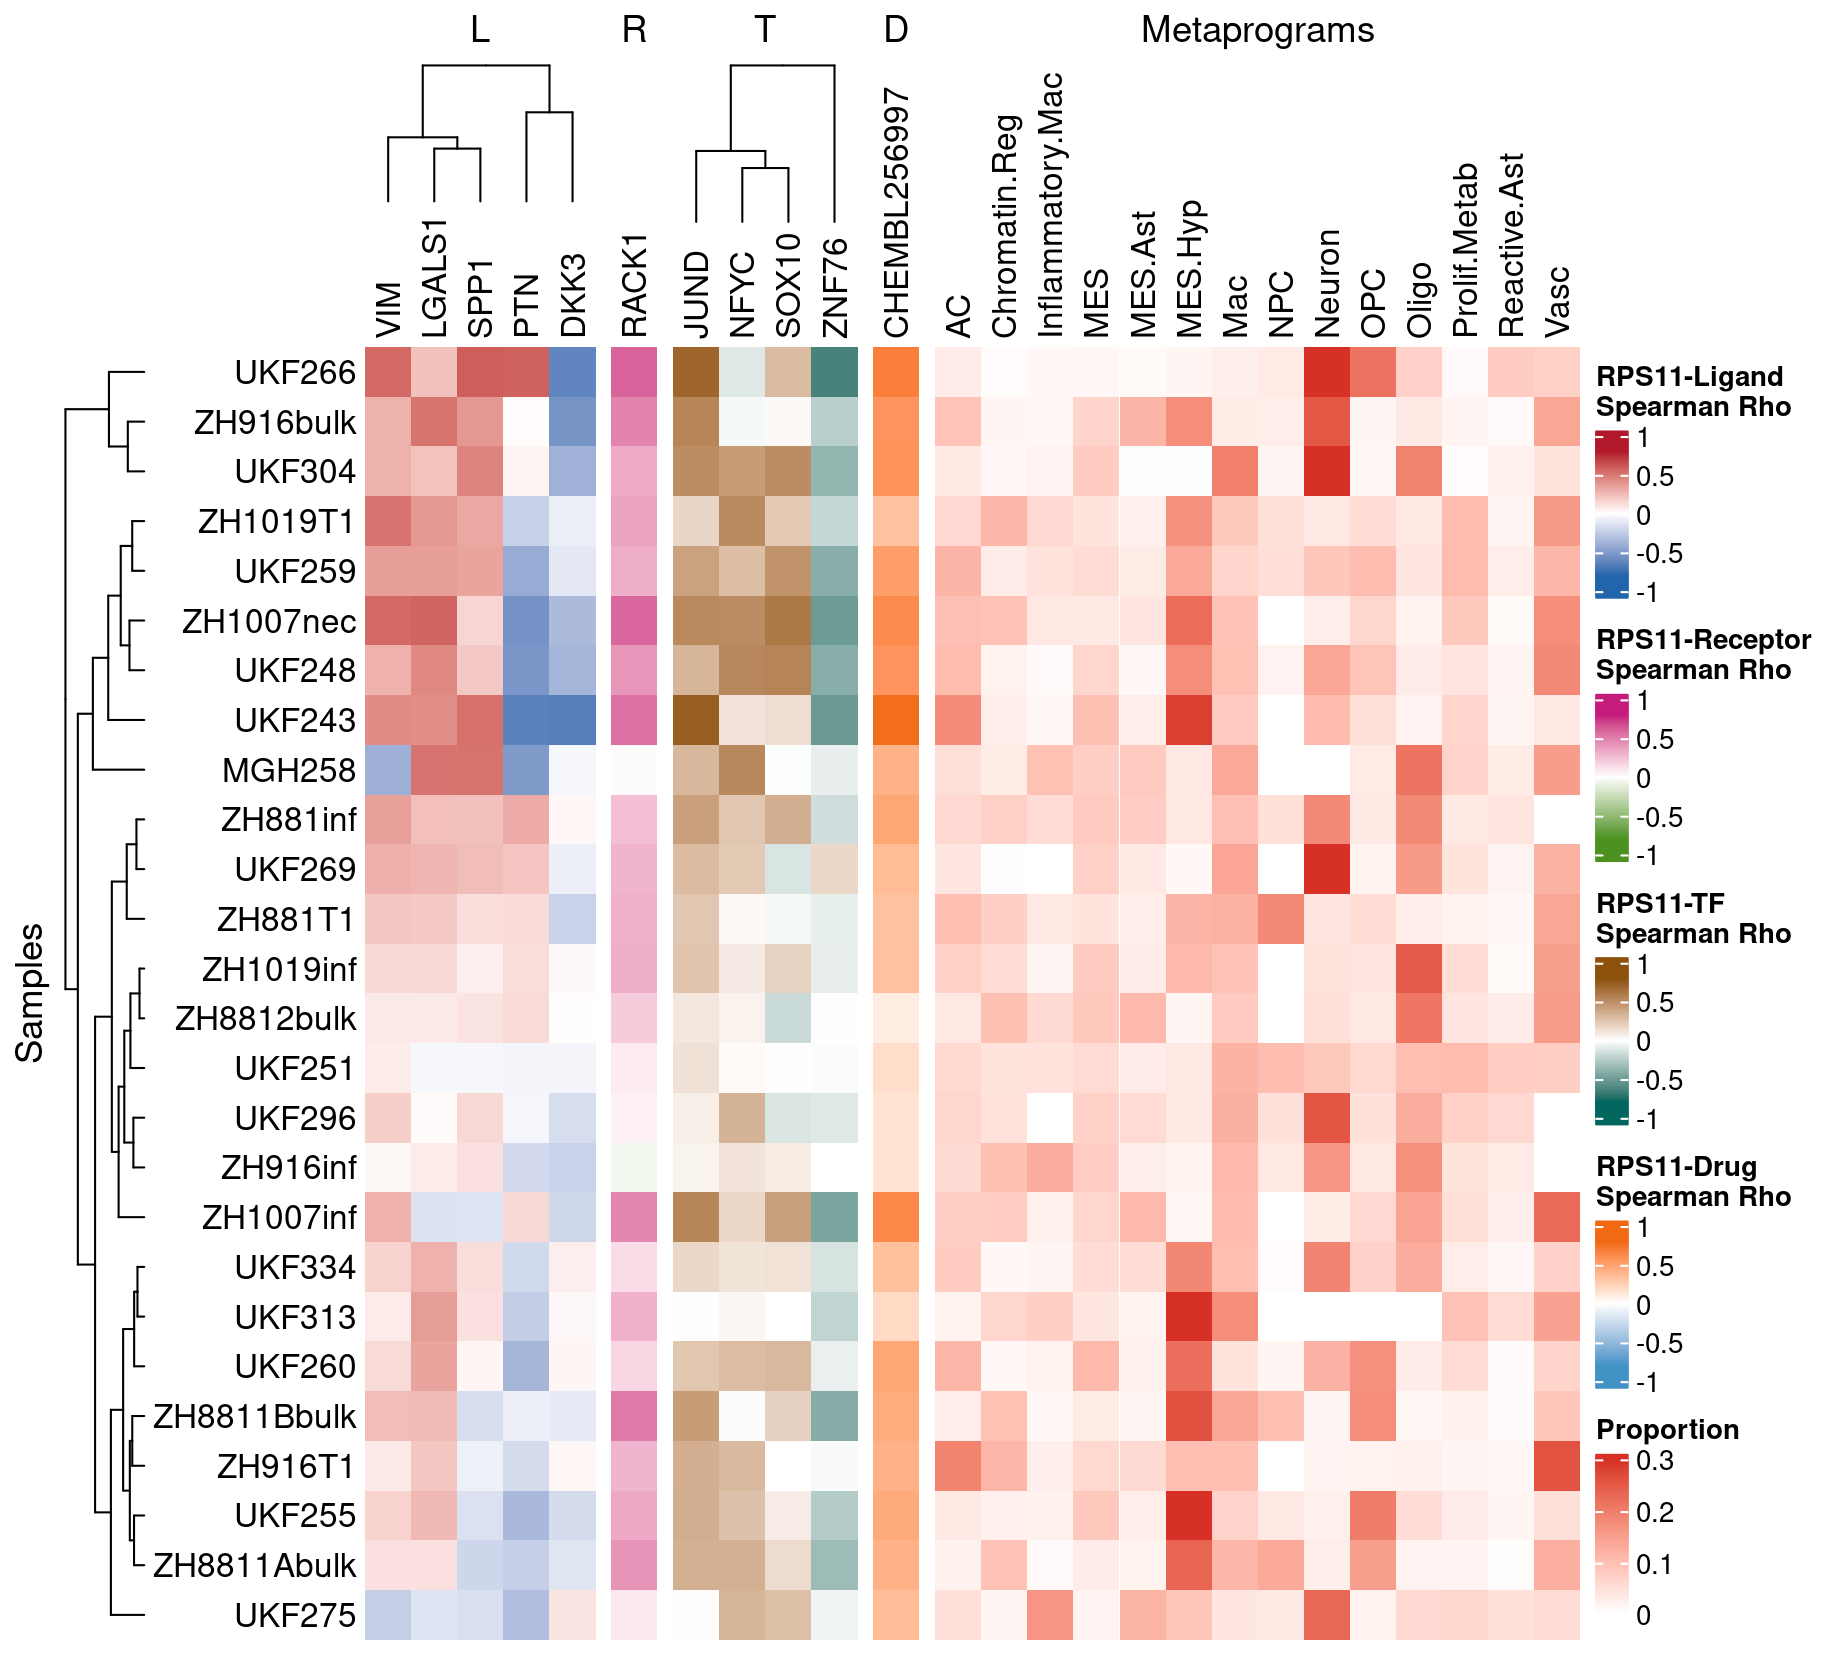 L R T D Metaprograms
VIM LGALS1 SPP1 PTN DKK3 RACK1 JUND NFYC SOX10 ZNF76 CHEMBL256997 AC Chromatin.Reg Inflammatory.Mac MES MES.Ast MES.Hyp Mac NPC Neuron OPC Oligo Prolif.Metab Reactive.Ast Vasc
Samples
UKF266
ZH916bulk
UKF304
ZH1019T1
UKF259
ZH1007nec
UKF248
UKF243
MGH258
ZH881inf
UKF269
ZH881T1
ZH1019inf
ZH8812bulk
UKF251
UKF296
ZH916inf
ZH1007inf
UKF334
UKF313
UKF260
ZH8811Bbulk
ZH916T1
UKF255
ZH8811Abulk
UKF275
RPS11-Ligand
Spearman Rho
1
0.5
0
-0.5
-1
RPS11-Receptor
Spearman Rho
1
0.5
0
-0.5
-1
RPS11-TF
Spearman Rho
1
0.5
0
-0.5
-1
RPS11-Drug
Spearman Rho
1
0.5
0
-0.5
-1
Proportion
0.3
0.2
0.1
0